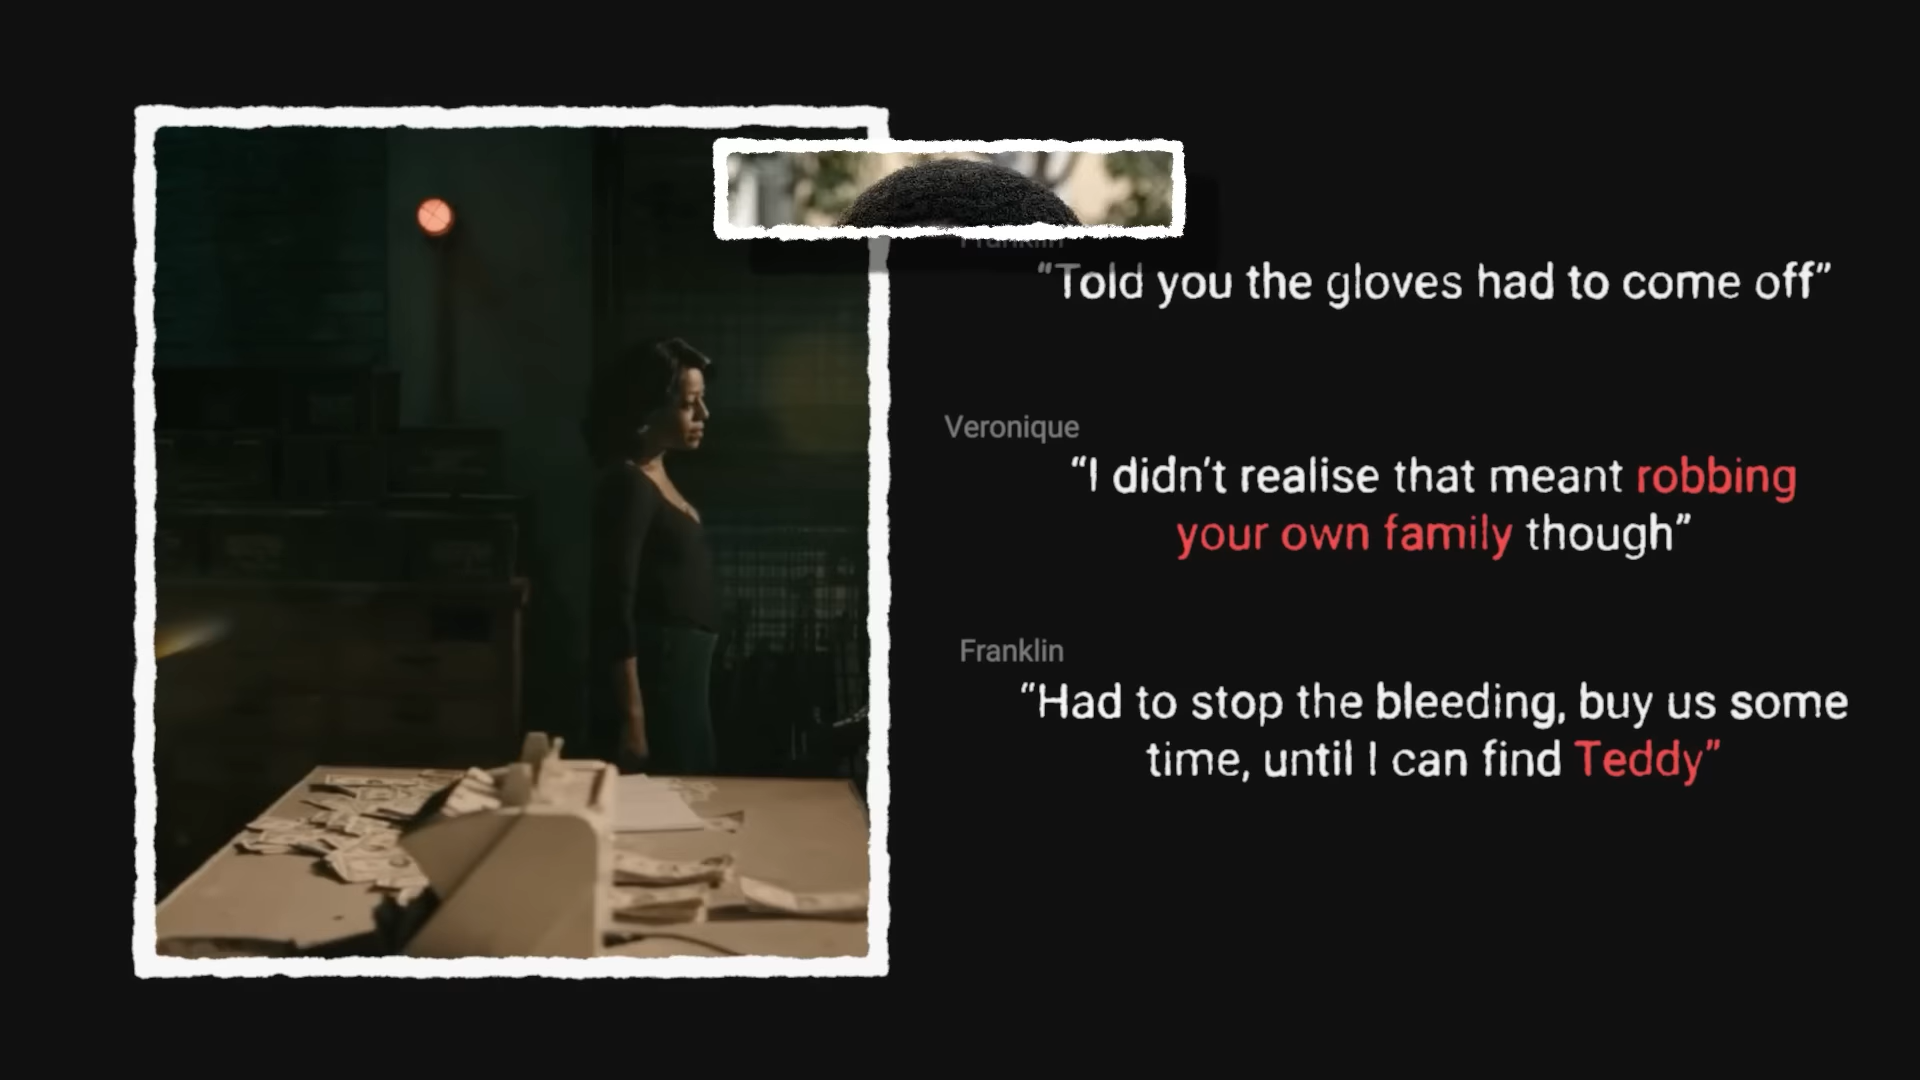 Franklin
“Told you the gloves had to come off”
Veronique
“I didn’t realise that meant robbing
your own family though”
Franklin
“Had to stop the bleeding, buy us some
time, until I can find Teddy”